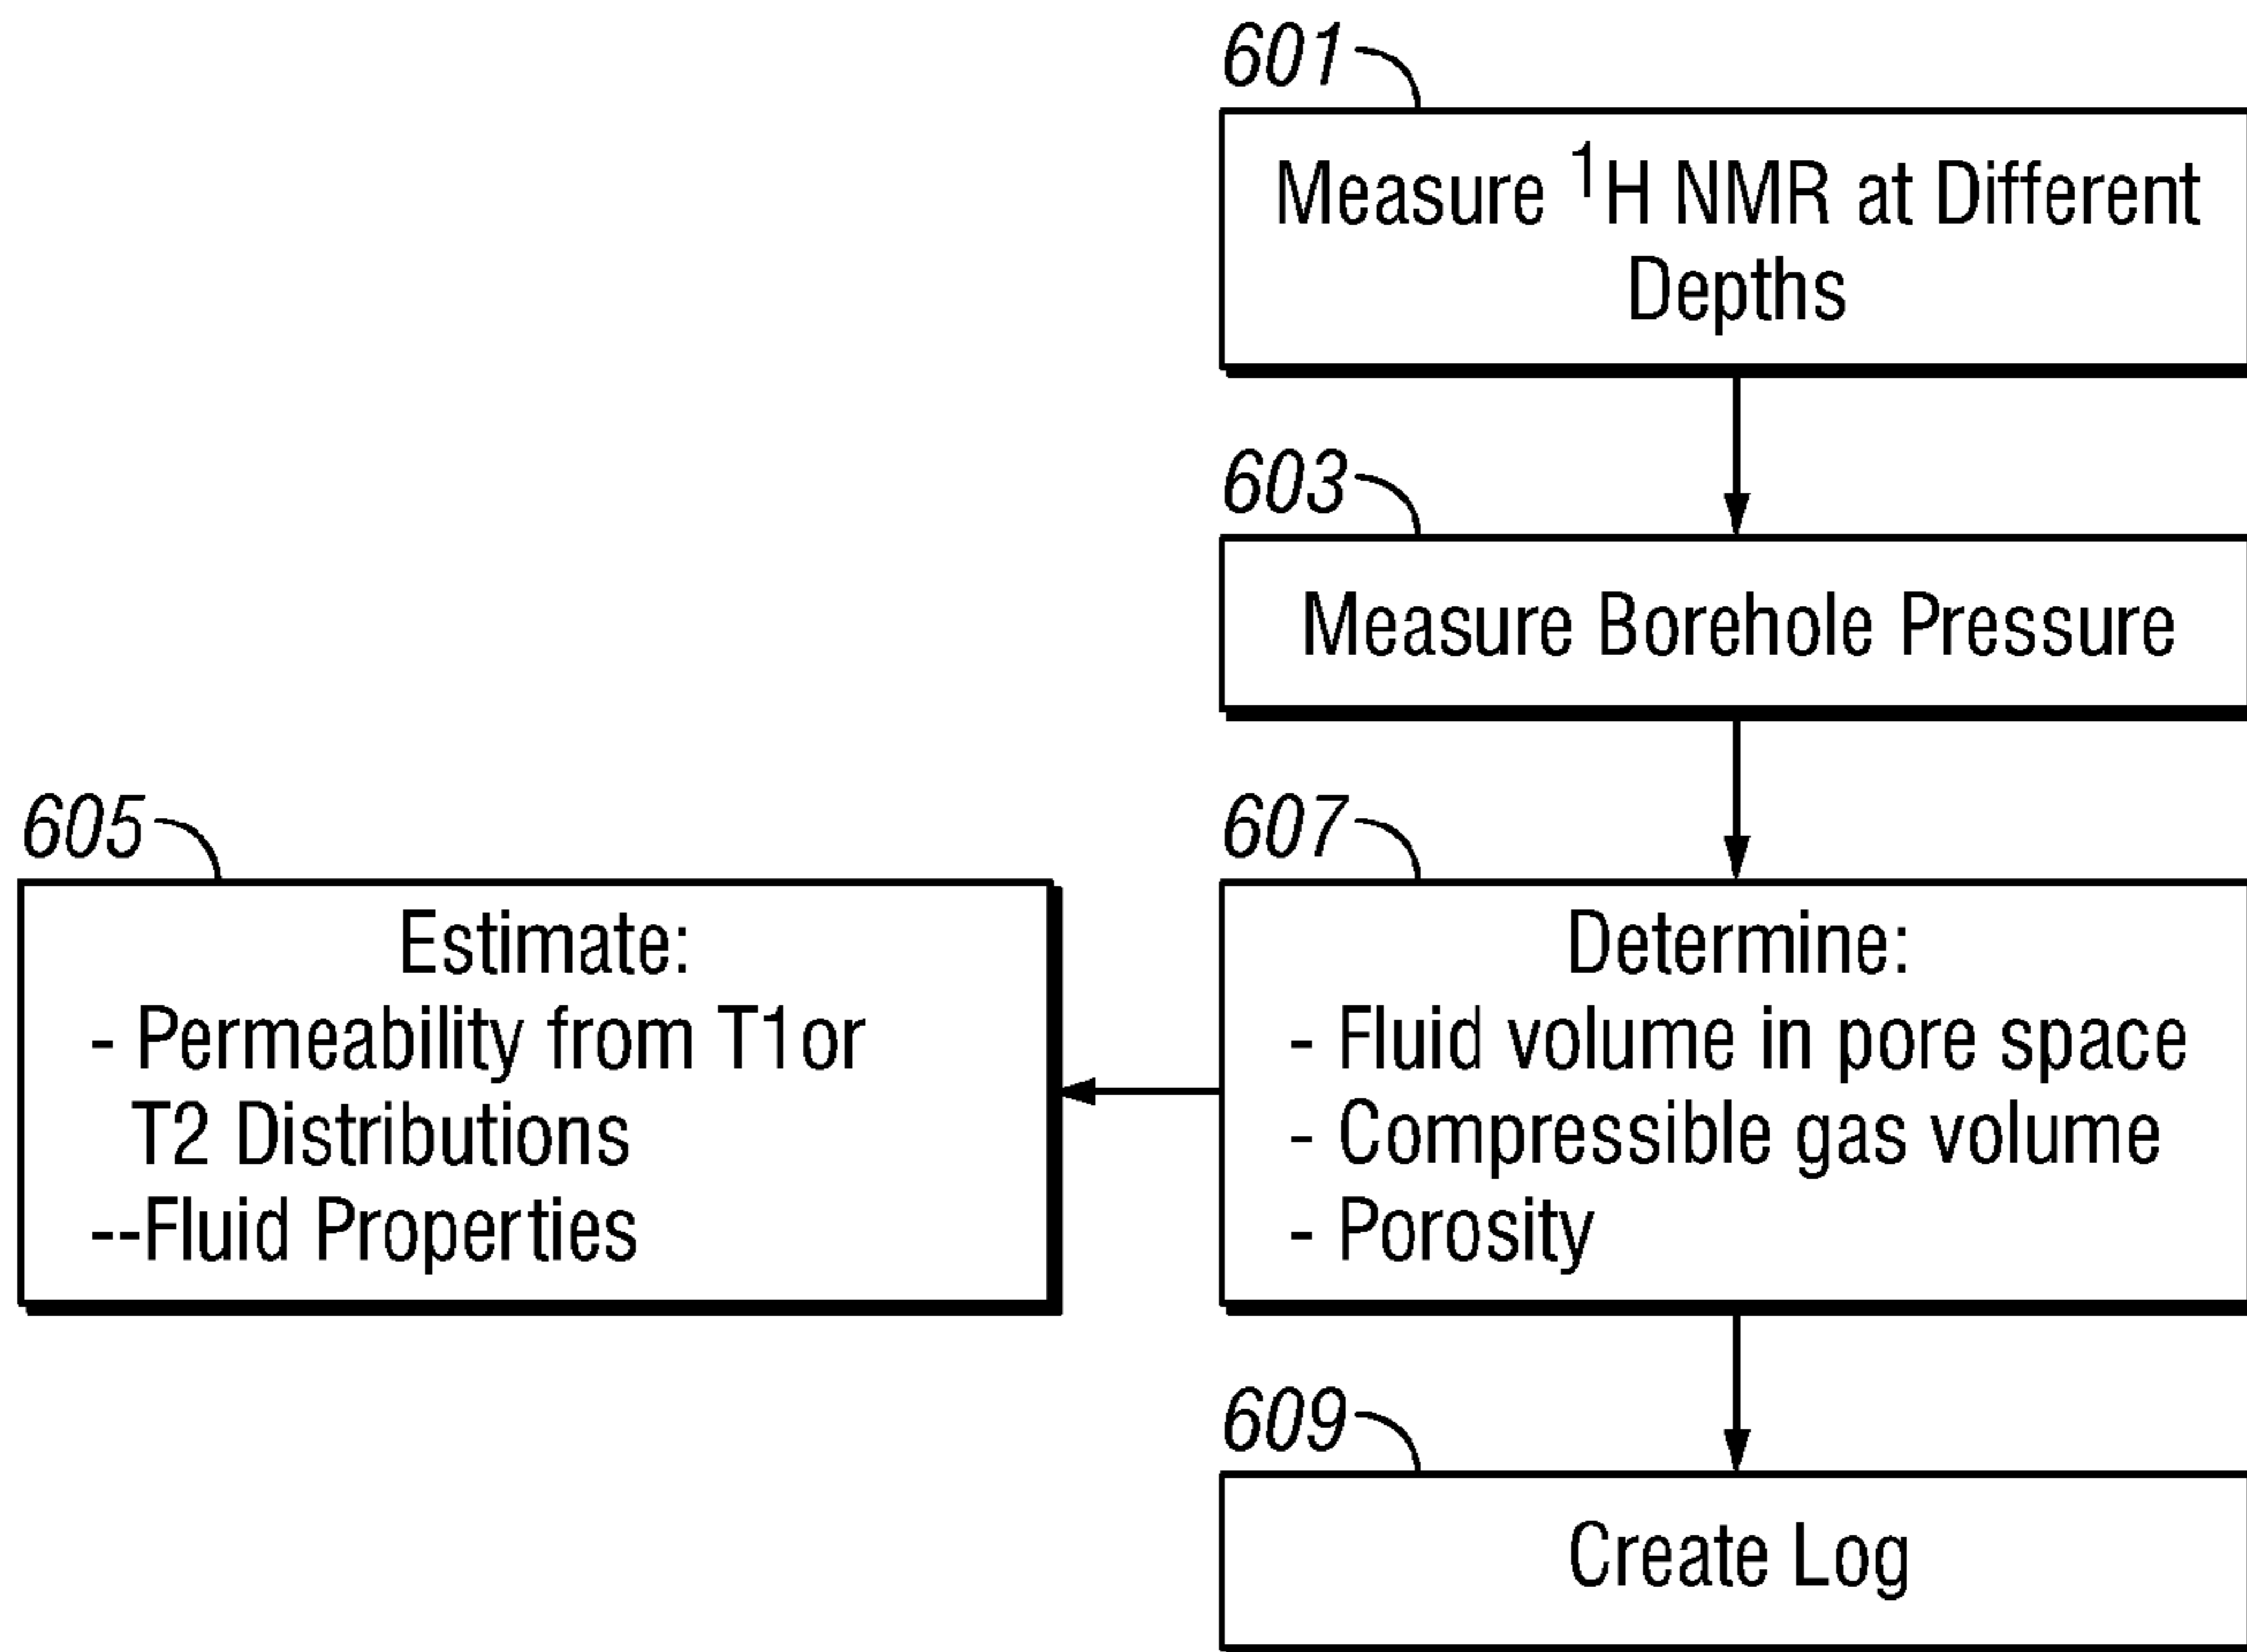 601
Measure ¹H NMR at Different
Depths
603
Measure Borehole Pressure
605
Estimate:
- Permeability from T1or
T2 Distributions
--Fluid Properties
607
Determine:
- Fluid volume in pore space
- Compressible gas volume
- Porosity
609
Create Log